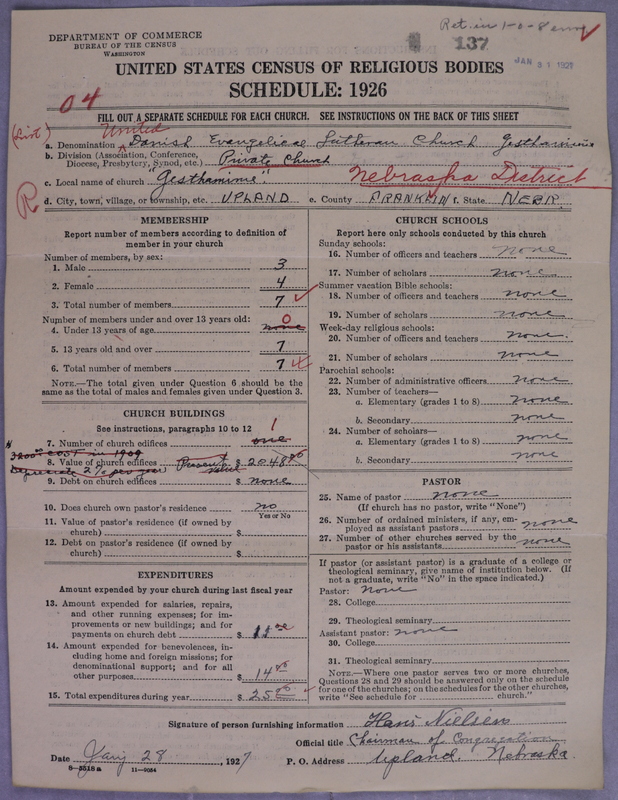 Ret. in 1-0-8
137
JAN 31 1927
DEPARTMENT OF COMMERCE
BUREAU OF THE CENSUS
WASHINGTON
UNITED STATES CENSUS OF RELIGIOUS BODIES
SCHEDULE: 1926
04
FILL OUT A SEPARATE SCHEDULE FOR EACH CHURCH. SEE INSTRUCTIONS ON THE BACK OF THIS SHEET
(Lut.) United
a. Denomination Danish Evangelical Lutheran Church Gesthaminie
b. Division (Association, Conference, Diocese, Presbytery, Synod, etc.) Private Church
c. Local name of church "Gesthaminie" Nebraska District
R
d. City, town, village, or township, etc. UPLAND e. County FRANKLIN f. State NEBR.
MEMBERSHIP
Report number of members according to definition of
member in your church
Number of members, by sex:
1. Male 3
2. Female 4
3. Total number of members 7
Number of members under and over 13 years old: 0
4. Under 13 years of age none
5. 13 years old and over 7
6. Total number of members 7
NOTE.—The total given under Question 6 should be the
same as the total of males and females given under Question 3.
CHURCH BUILDINGS
See instructions, paragraphs 10 to 12 1
7. Number of church edifices one
3200 cost in 1909
8. Value of church edifices Present value $ 2048
Depreciate 2% per year
9. Debt on church edifices $ none
10. Does church own pastor's residence no
Yes or No
11. Value of pastor's residence (if owned by
church) $
12. Debt on pastor's residence (if owned by
church) $
EXPENDITURES
Amount expended by your church during last fiscal year
13. Amount expended for salaries, repairs,
and other running expenses; for im-
provements or new buildings; and for
payments on church debt $ 11 00
14. Amount expended for benevolences, in-
cluding home and foreign missions; for
denominational support; and for all
other purposes $ 14
15. Total expenditures during year $ 25
CHURCH SCHOOLS
Report here only schools conducted by this church
Sunday schools:
16. Number of officers and teachers none
17. Number of scholars none
Summer vacation Bible schools:
18. Number of officers and teachers none
19. Number of scholars none
Week-day religious schools:
20. Number of officers and teachers none.
21. Number of scholars none
Parochial schools:
22. Number of administrative officers none
23. Number of teachers—
a. Elementary (grades 1 to 8) none
b. Secondary none
24. Number of scholars—
a. Elementary (grades 1 to 8) none
b. Secondary none
PASTOR
25. Name of pastor none
(If church has no pastor, write "None")
26. Number of ordained ministers, if any, em-
ployed as assistant pastors none
27. Number of other churches served by the
pastor or his assistants none
If pastor (or assistant pastor) is a graduate of a college or
theological seminary, give name of institution below. (If
not a graduate, write "No" in the space indicated.)
Pastor: none
28. College
29. Theological seminary
Assistant pastor: none
30. College
31. Theological seminary
NOTE.—Where one pastor serves two or more churches,
Questions 28 and 29 should be answered only on the schedule
for one of the churches; on the schedules for the other churches,
write "See schedule for church."
Signature of person furnishing information Hans Nielsen
Official title Chairman of Congregation
Date Jany 28, 1927 P. O. Address Upland. Nebraska.
8—5518a 11—9054